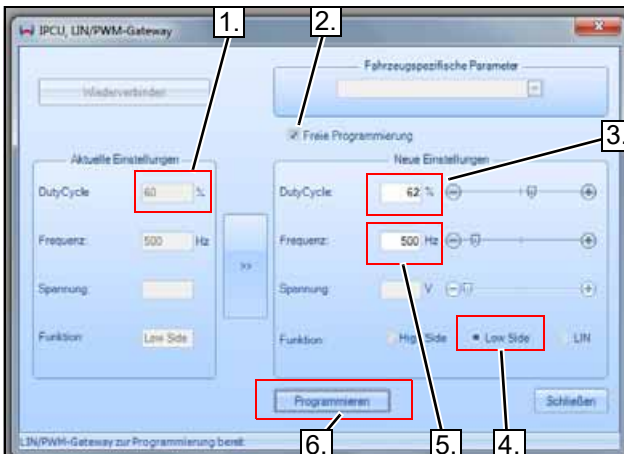 IPCU, LIN/PWM-Gateway
1.
2.
Wiederverbinden
Fahrzeugspezifische Parameter
Freie Programmierung
3.
Aktuelle Einstellungen
Neue Einstellungen
DutyCycle 60 %
DutyCycle: 62 %
Frequenz: 500 Hz
Frequenz: 500 Hz
>>
Spannung:
Spannung: V
Funktion: Low Side
Funktion: High Side Low Side LIN
Programmieren
Schließen
LIN/PWM-Gateway zur Programmierung bereit
6.
5.
4.